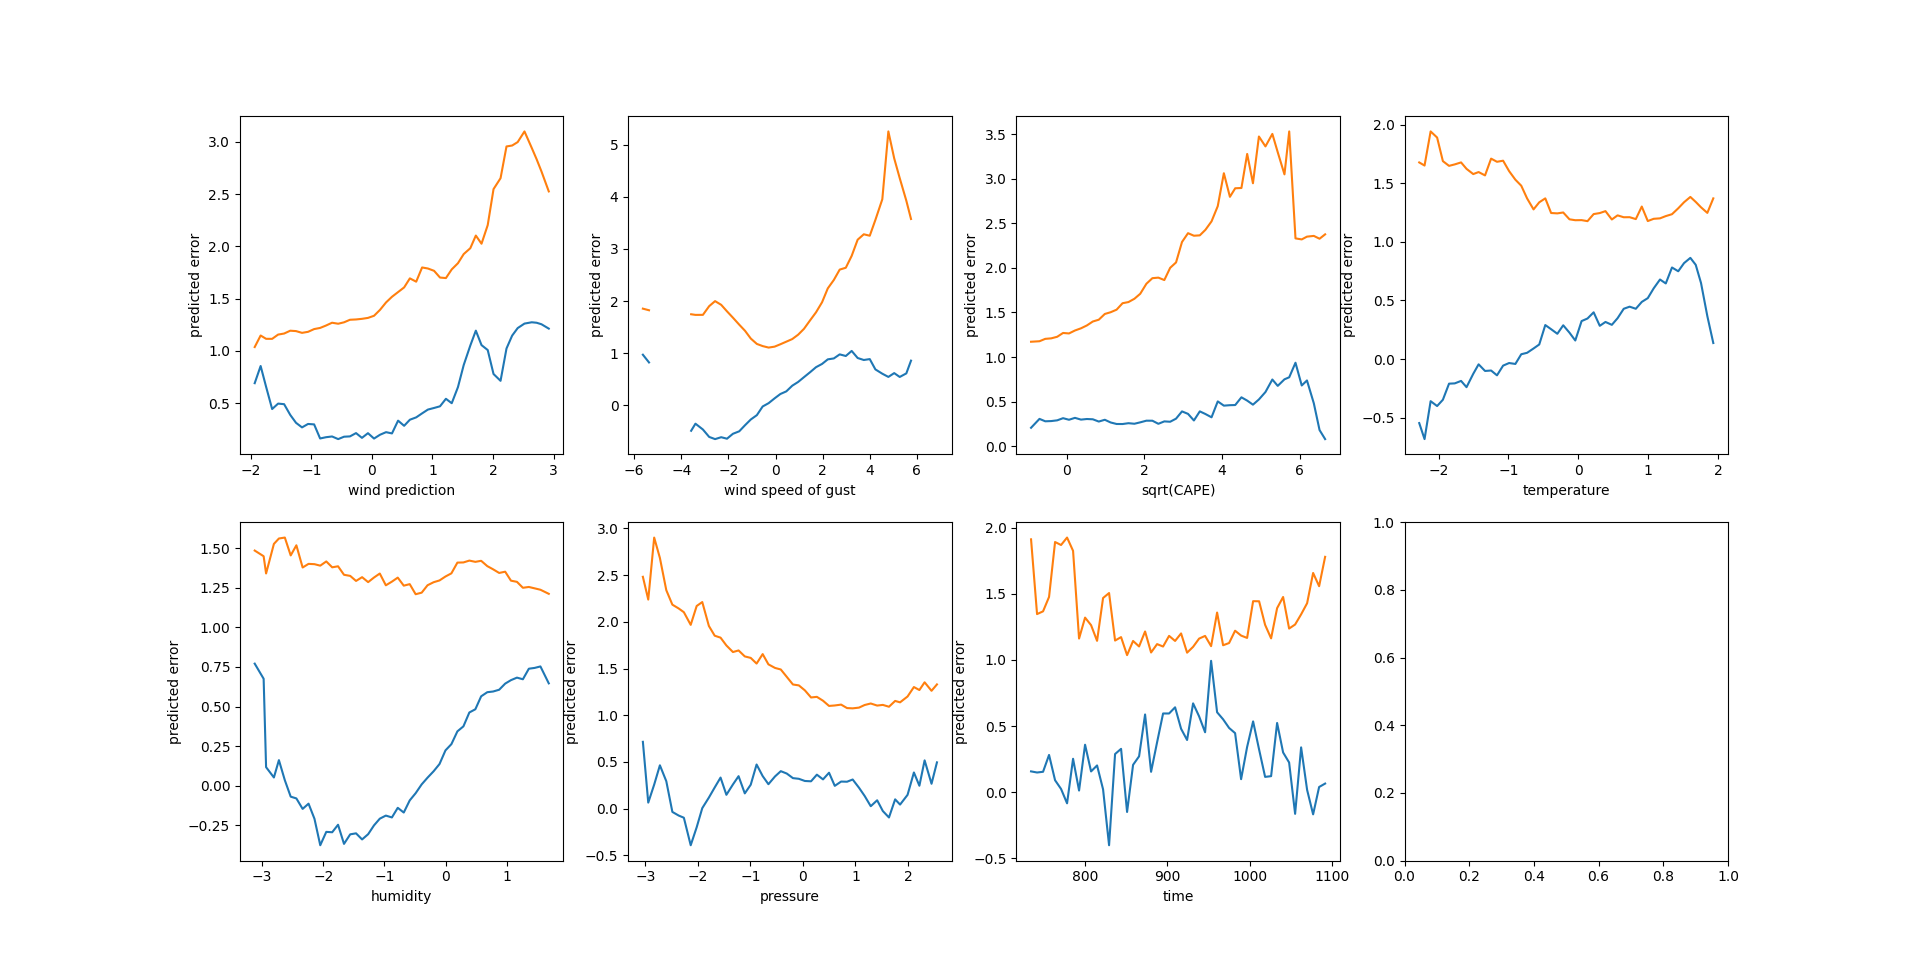 predicted error
3.0
2.5
2.0
1.5
1.0
0.5
−2 −1 0 1 2 3
wind prediction
predicted error
5
4
3
2
1
0
−6 −4 −2 0 2 4 6
wind speed of gust
predicted error
3.5
3.0
2.5
2.0
1.5
1.0
0.5
0.0
0 2 4 6
sqrt(CAPE)
predicted error
2.0
1.5
1.0
0.5
0.0
−0.5
−2 −1 0 1 2
temperature
predicted error
1.50
1.25
1.00
0.75
0.50
0.25
0.00
−0.25
−3 −2 −1 0 1
humidity
predicted error
3.0
2.5
2.0
1.5
1.0
0.5
0.0
−0.5
−3 −2 −1 0 1 2
pressure
predicted error
2.0
1.5
1.0
0.5
0.0
−0.5
800 900 1000 1100
time
1.0
0.8
0.6
0.4
0.2
0.0
0.0 0.2 0.4 0.6 0.8 1.0